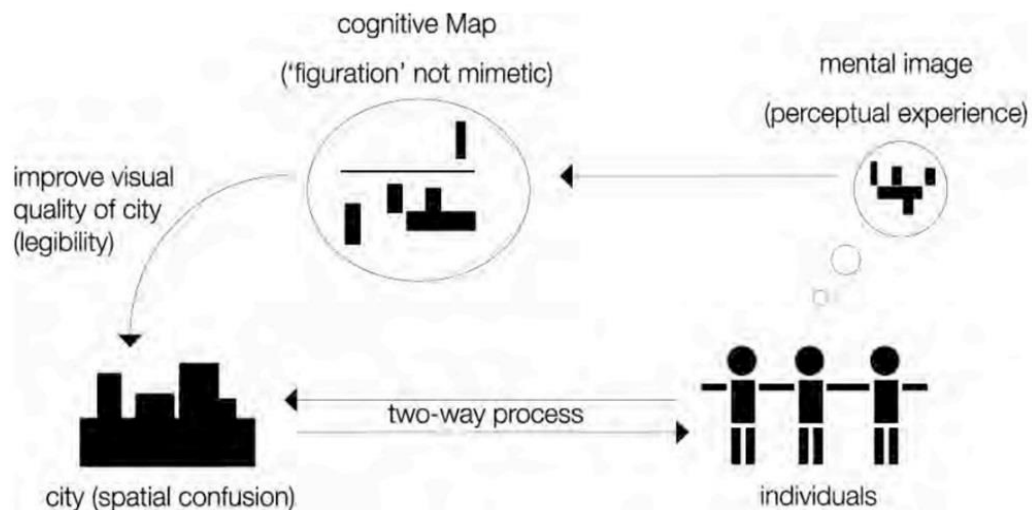 cognitive Map
('figuration' not mimetic)
mental image
(perceptual experience)
improve visual
quality of city
(legibility)
two-way process
city (spatial confusion)
individuals